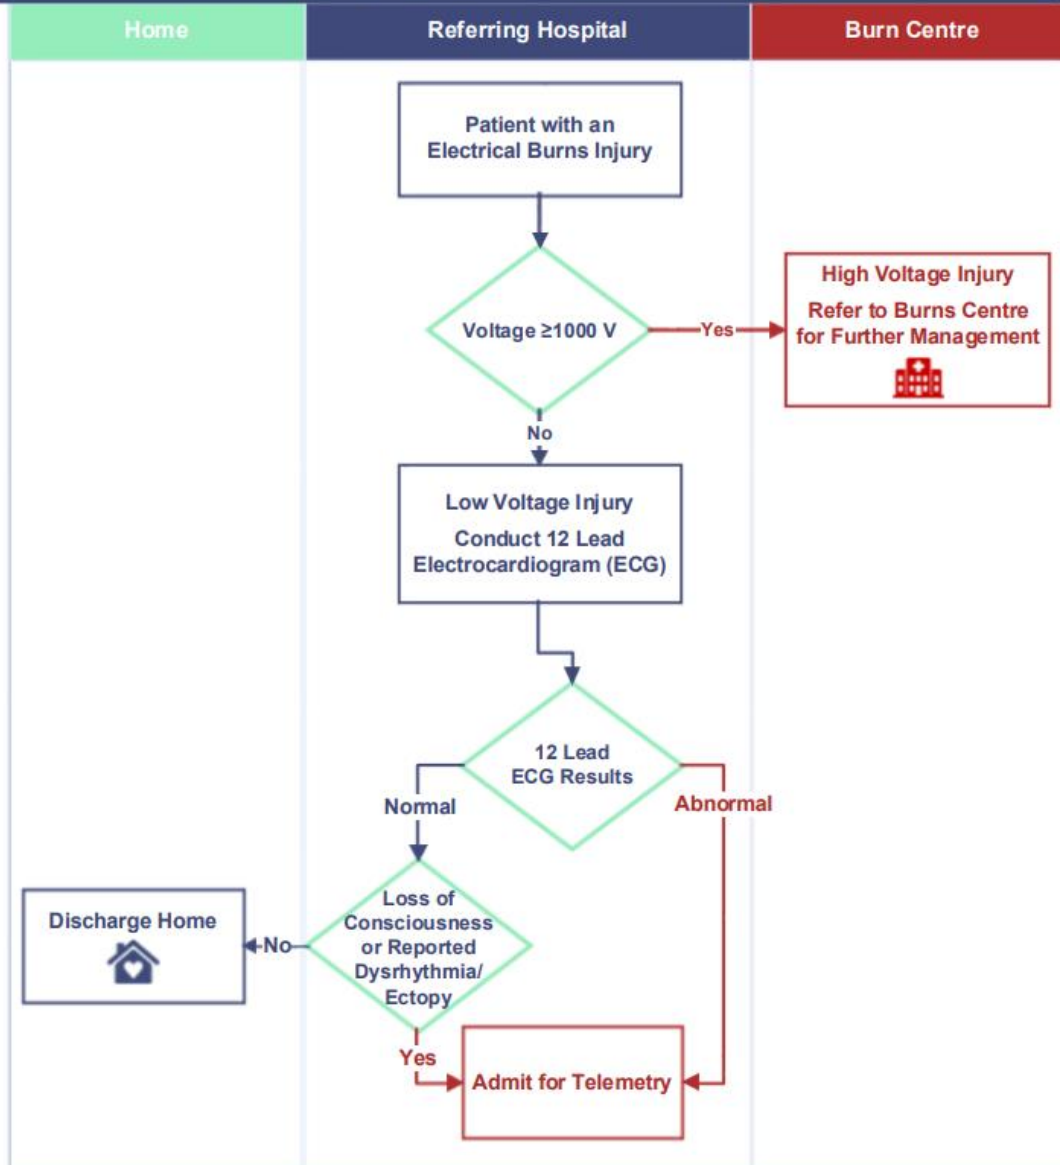 Home
Referring Hospital
Burn Centre
Patient with an
Electrical Burns Injury
Voltage ≥1000 V
Yes
High Voltage Injury
Refer to Burns Centre
for Further Management
No
Low Voltage Injury
Conduct 12 Lead
Electrocardiogram (ECG)
12 Lead
ECG Results
Normal
Abnormal
Loss of
Consciousness
or Reported
Dysrhythmia/
Ectopy
No
Discharge Home
Yes
Admit for Telemetry